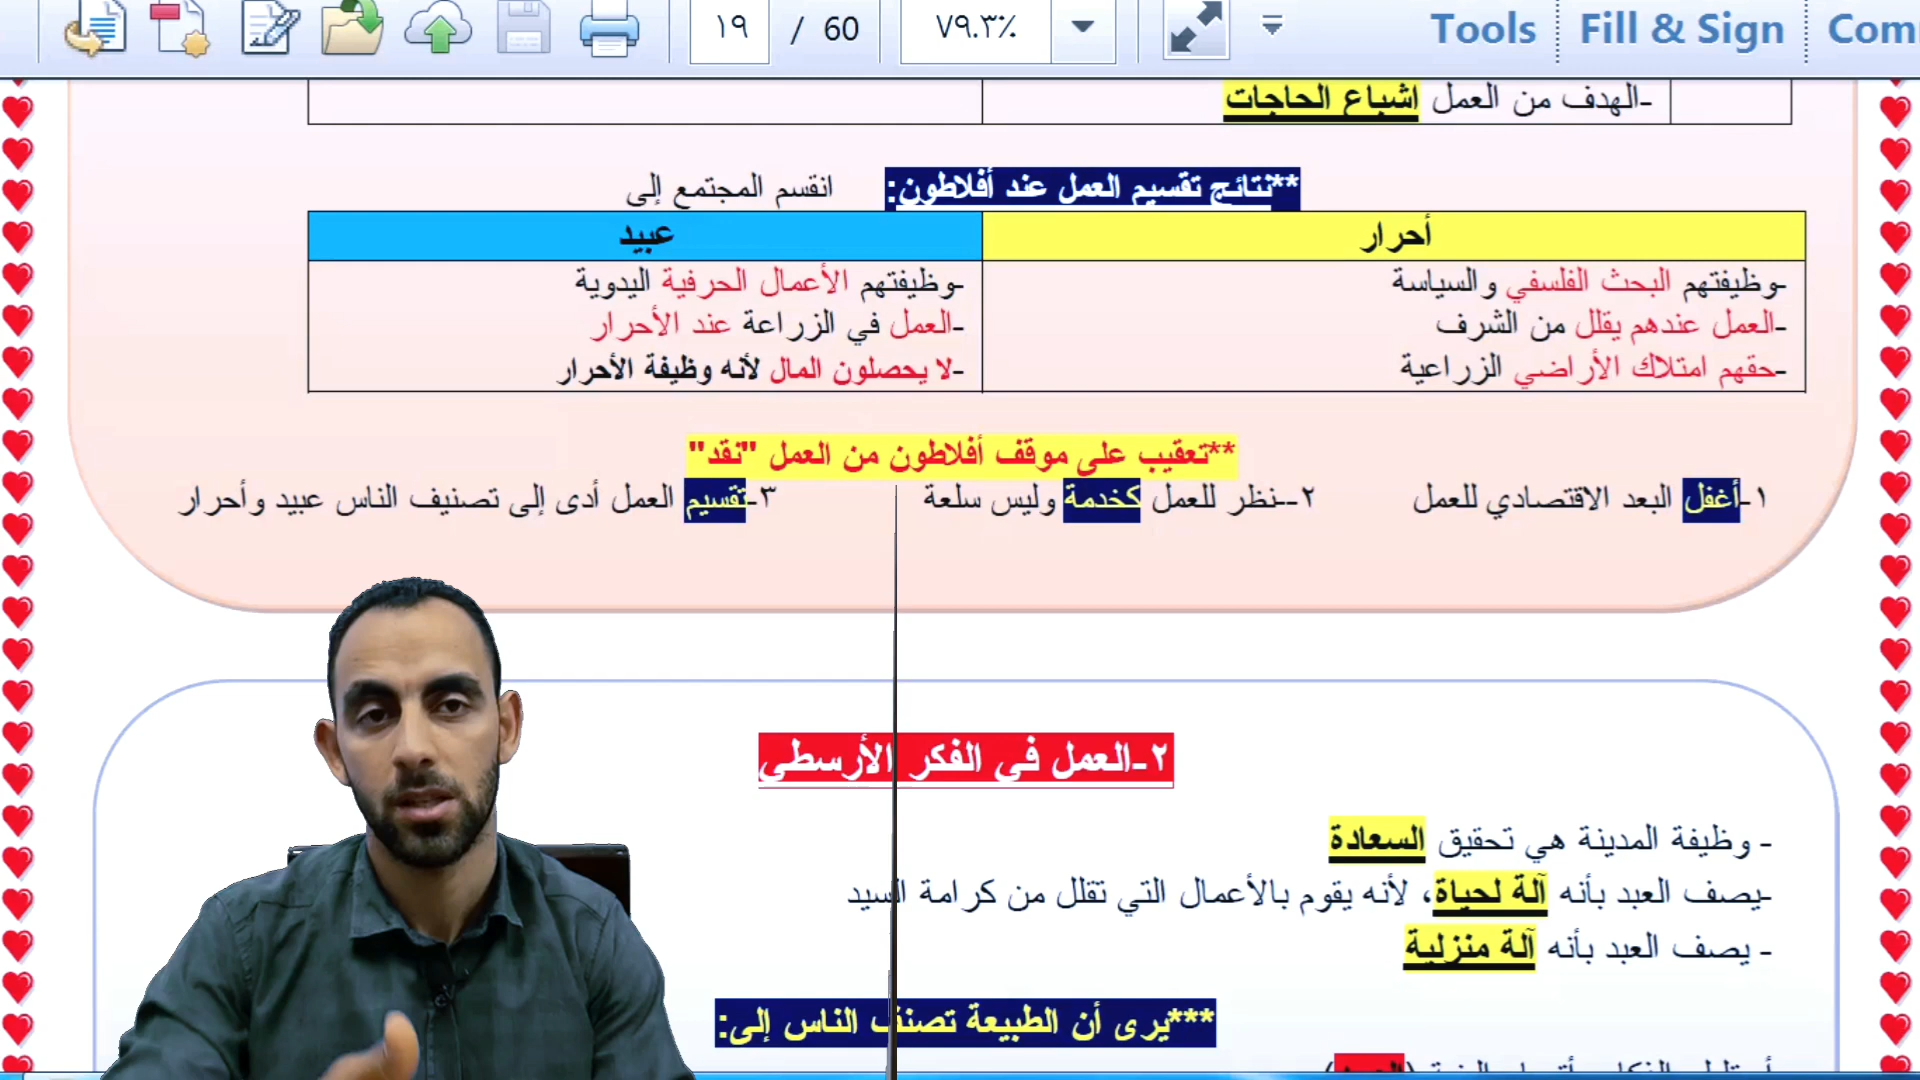 ١٩ / 60 ٧٩.٣٪ Tools Fill & Sign Com
-الهدف من العمل اشباع الحاجات
**نتائج تقسيم العمل عند أفلاطون: انقسم المجتمع إلى
أحرار عبيد
-وظيفتهم البحث الفلسفي والسياسة -وظيفتهم الأعمال الحرفية اليدوية
-العمل عندهم يقلل من الشرف -العمل في الزراعة عند الأحرار
-حقهم امتلاك الأراضي الزراعية -لا يحصلون المال لأنه وظيفة الأحرار
**تعقيب على موقف أفلاطون من العمل "نقد"
١-أغفل البعد الاقتصادي للعمل ٢--نظر للعمل كخدمة وليس سلعة ٣-تقسيم العمل أدى إلى تصنيف الناس عبيد وأحرار
٢-العمل في الفكر الأرسطي
- وظيفة المدينة هي تحقيق السعادة
-يصف العبد بأنه آلة لحياة، لأنه يقوم بالأعمال التي تقلل من كرامة السيد
- يصف العبد بأنه آلة منزلية
***يرى أن الطبيعة تصنف الناس إلى: